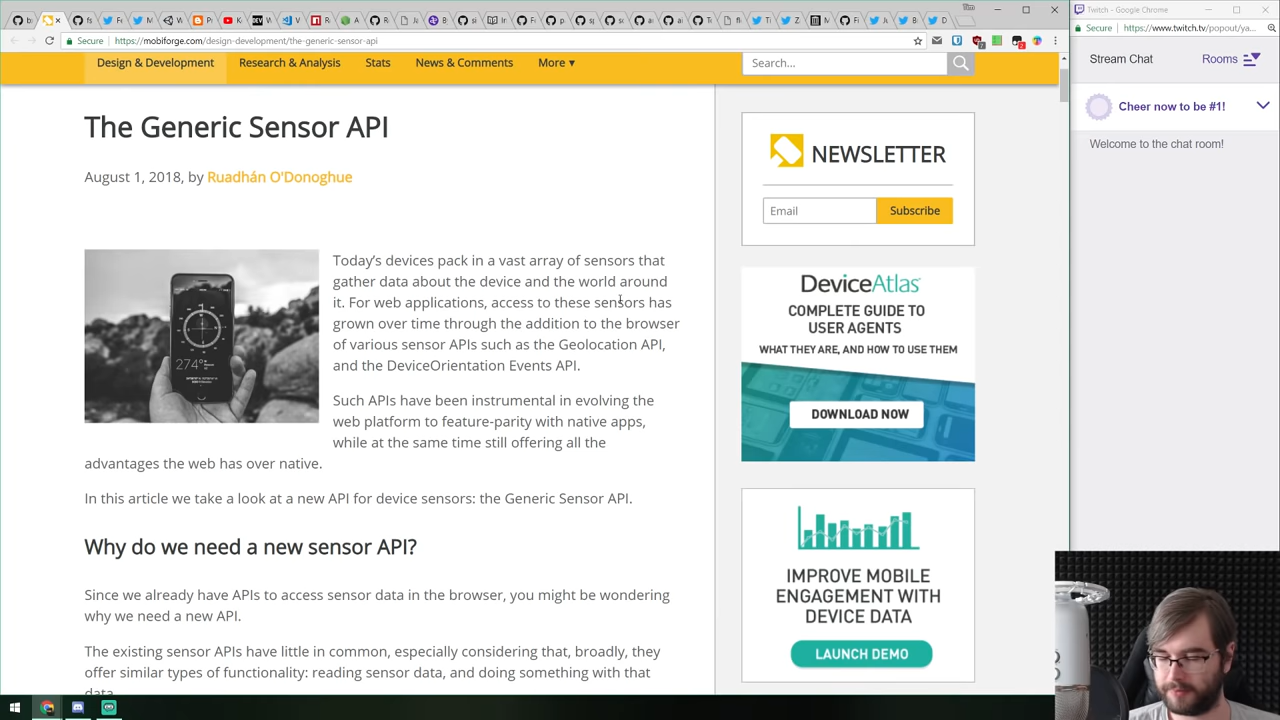 Tim
Secure
https://mobiforge.com/design-development/the-generic-sensor-api
Design & Development
Research & Analysis
Stats
News & Comments
More ▾
Search...
The Generic Sensor API
August 1, 2018, by Ruadhán O'Donoghue
Today's devices pack in a vast array of sensors that
gather data about the device and the world around
it. For web applications, access to these sensors has
grown over time through the addition to the browser
of various sensor APIs such as the Geolocation API,
and the DeviceOrientation Events API.
274°
Such APIs have been instrumental in evolving the
web platform to feature-parity with native apps,
while at the same time still offering all the
advantages the web has over native.
In this article we take a look at a new API for device sensors: the Generic Sensor API.
Why do we need a new sensor API?
Since we already have APIs to access sensor data in the browser, you might be wondering
why we need a new API.
The existing sensor APIs have little in common, especially considering that, broadly, they
offer similar types of functionality: reading sensor data, and doing something with that
data.
NEWSLETTER
Email
Subscribe
DeviceAtlas
COMPLETE GUIDE TO
USER AGENTS
WHAT THEY ARE, AND HOW TO USE THEM
DOWNLOAD NOW
IMPROVE MOBILE
ENGAGEMENT WITH
DEVICE DATA
LAUNCH DEMO
Twitch - Google Chrome
Secure
https://www.twitch.tv/popout/ya...
Stream Chat
Rooms
Cheer now to be #1!
Welcome to the chat room!